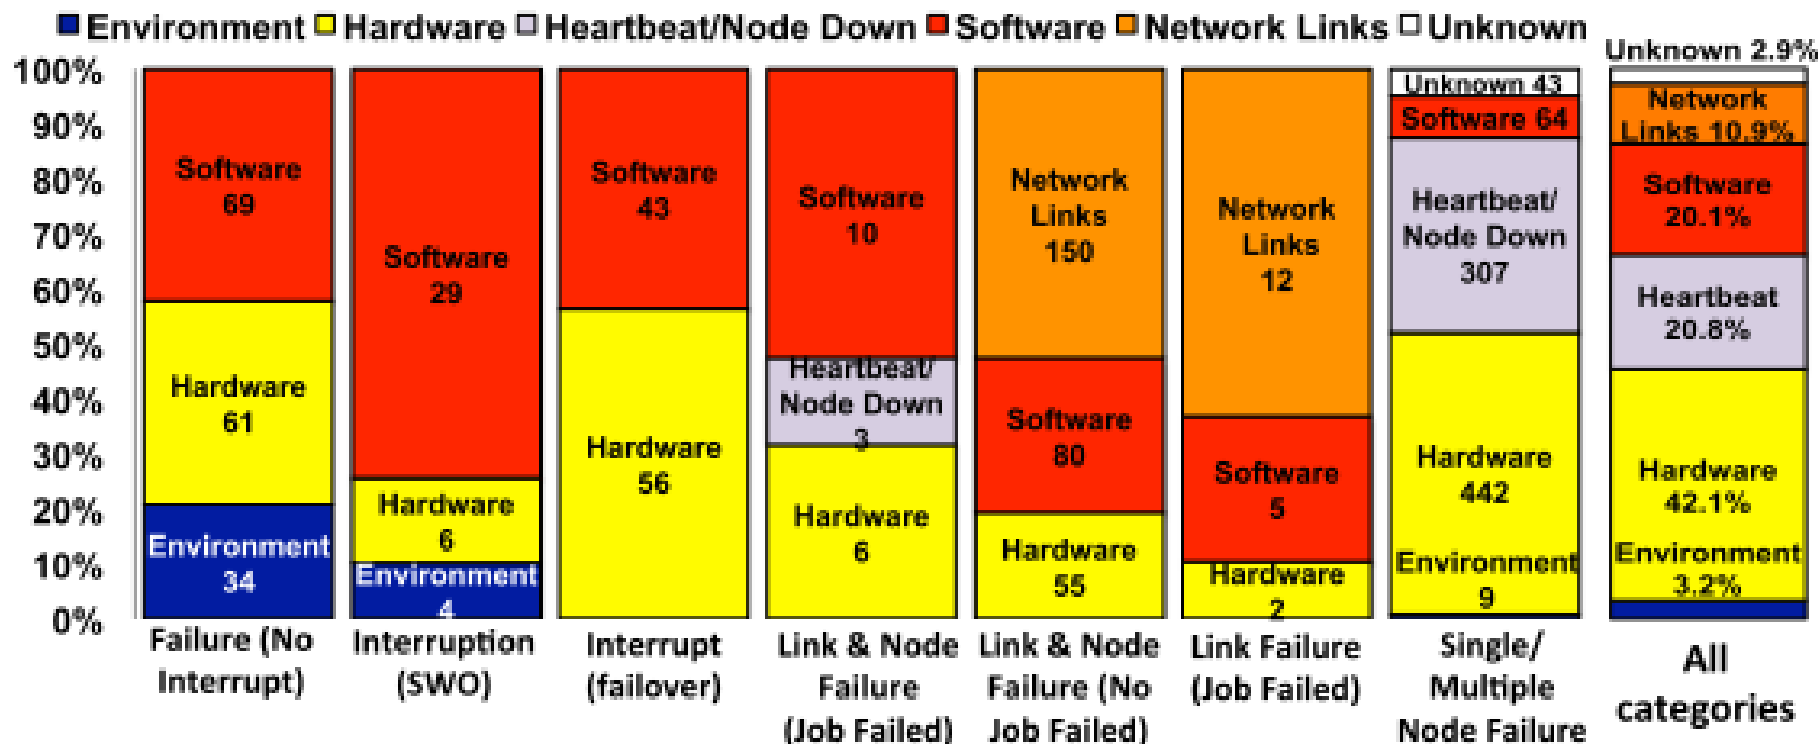 Environment Hardware Heartbeat/Node Down Software Network Links Unknown
100%
90%
80%
70%
60%
50%
40%
30%
20%
10%
0%
Software
69
Hardware
61
Environment
34
Failure (No
Interrupt)
Software
29
Hardware
6
Environment
4
Interruption
(SWO)
Software
43
Hardware
56
Interrupt
(failover)
Software
10
Heartbeat/
Node Down
3
Hardware
6
Link & Node
Failure
(Job Failed)
Network
Links
150
Software
80
Hardware
55
Link & Node
Failure (No
Job Failed)
Network
Links
12
Software
5
Hardware
2
Link Failure
(Job Failed)
Unknown 43
Software 64
Heartbeat/
Node Down
307
Hardware
442
Environment
9
Single/
Multiple
Node Failure
Unknown 2.9%
Network
Links 10.9%
Software
20.1%
Heartbeat
20.8%
Hardware
42.1%
Environment
3.2%
All
categories